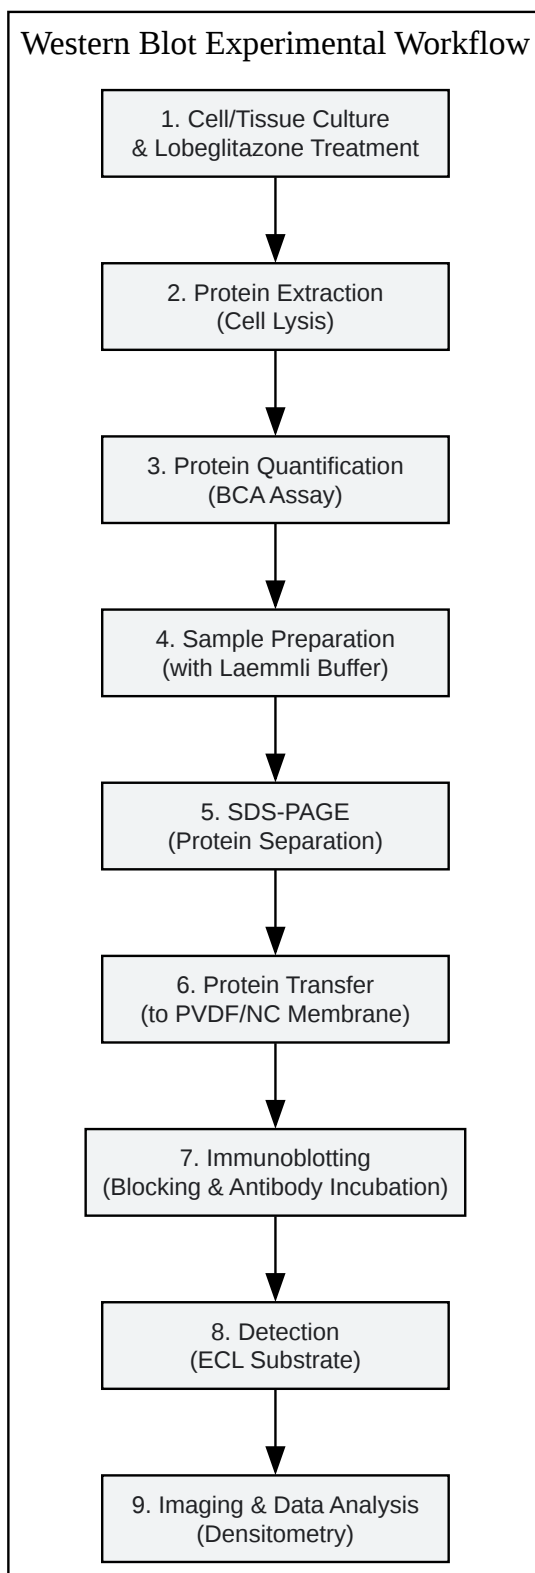 Western Blot Experimental Workflow
1. Cell/Tissue Culture
& Lobeglitazone Treatment
2. Protein Extraction
(Cell Lysis)
3. Protein Quantification
(BCA Assay)
4. Sample Preparation
(with Laemmli Buffer)
5. SDS-PAGE
(Protein Separation)
6. Protein Transfer
(to PVDF/NC Membrane)
7. Immunoblotting
(Blocking & Antibody Incubation)
8. Detection
(ECL Substrate)
9. Imaging & Data Analysis
(Densitometry)